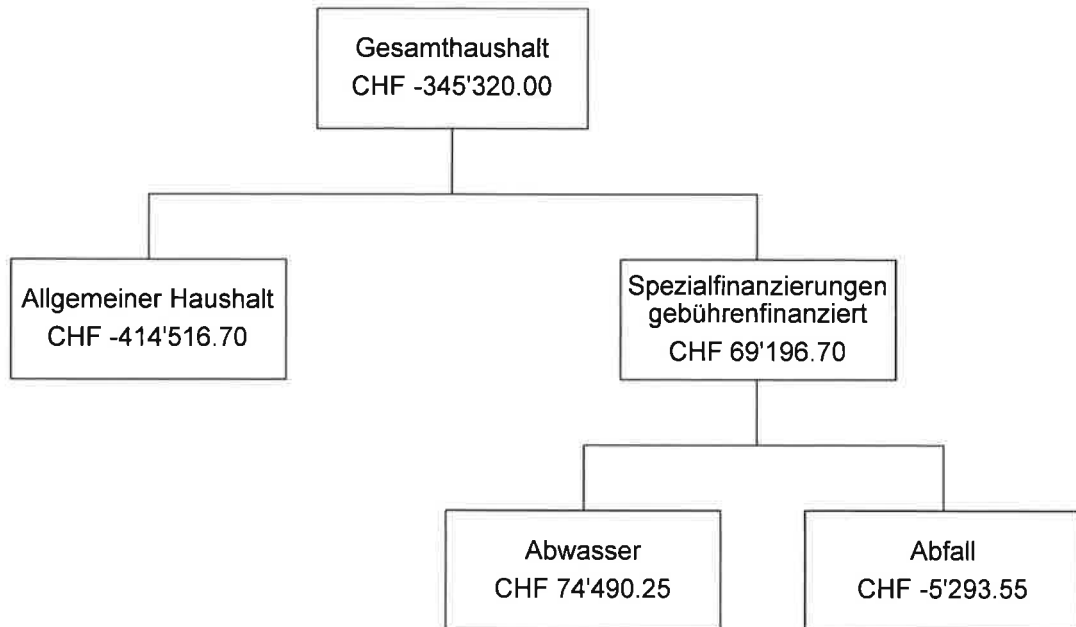 Gesamthaushalt
CHF -345'320.00
Allgemeiner Haushalt
CHF -414'516.70
Spezialfinanzierungen
gebührenfinanziert
CHF 69'196.70
Abwasser
CHF 74'490.25
Abfall
CHF -5'293.55